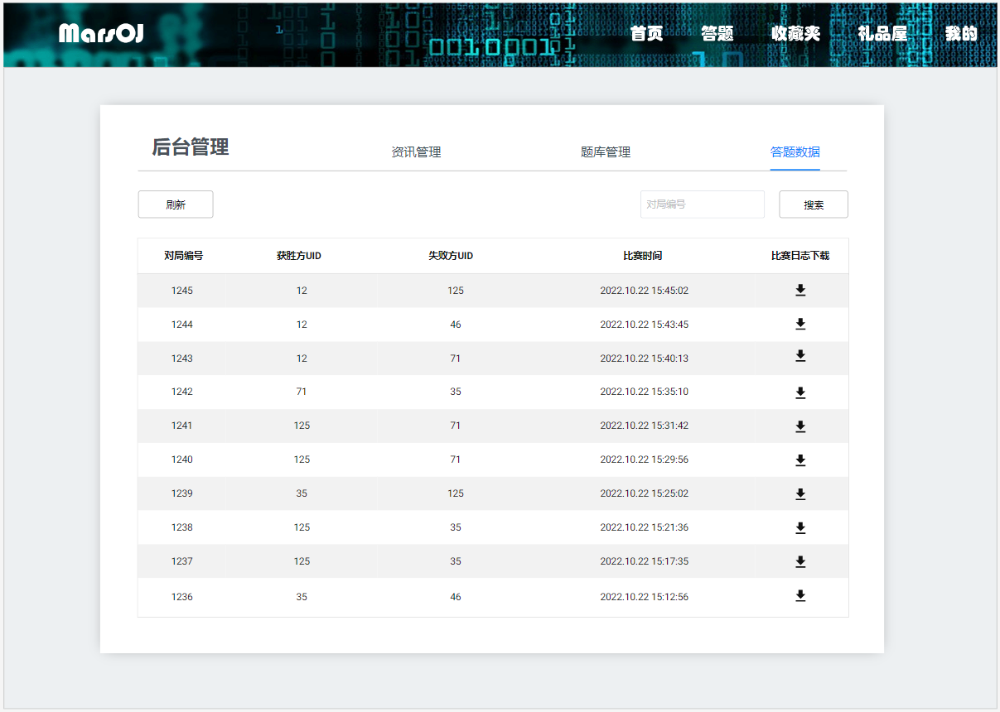 MarsOJ 首页 答题 收藏夹 礼品屋 我的
后台管理 资讯管理 题库管理 答题数据
刷新 对局编号 搜索
对局编号 获胜方UID 失败方UID 比赛时间 比赛日志下载
1245 12 125 2022.10.22 15:45:02
1244 12 46 2022.10.22 15:43:45
1243 12 71 2022.10.22 15:40:13
1242 71 35 2022.10.22 15:35:10
1241 125 71 2022.10.22 15:31:42
1240 125 71 2022.10.22 15:29:56
1239 35 125 2022.10.22 15:25:02
1238 125 35 2022.10.22 15:21:36
1237 125 35 2022.10.22 15:17:35
1236 35 46 2022.10.22 15:12:56